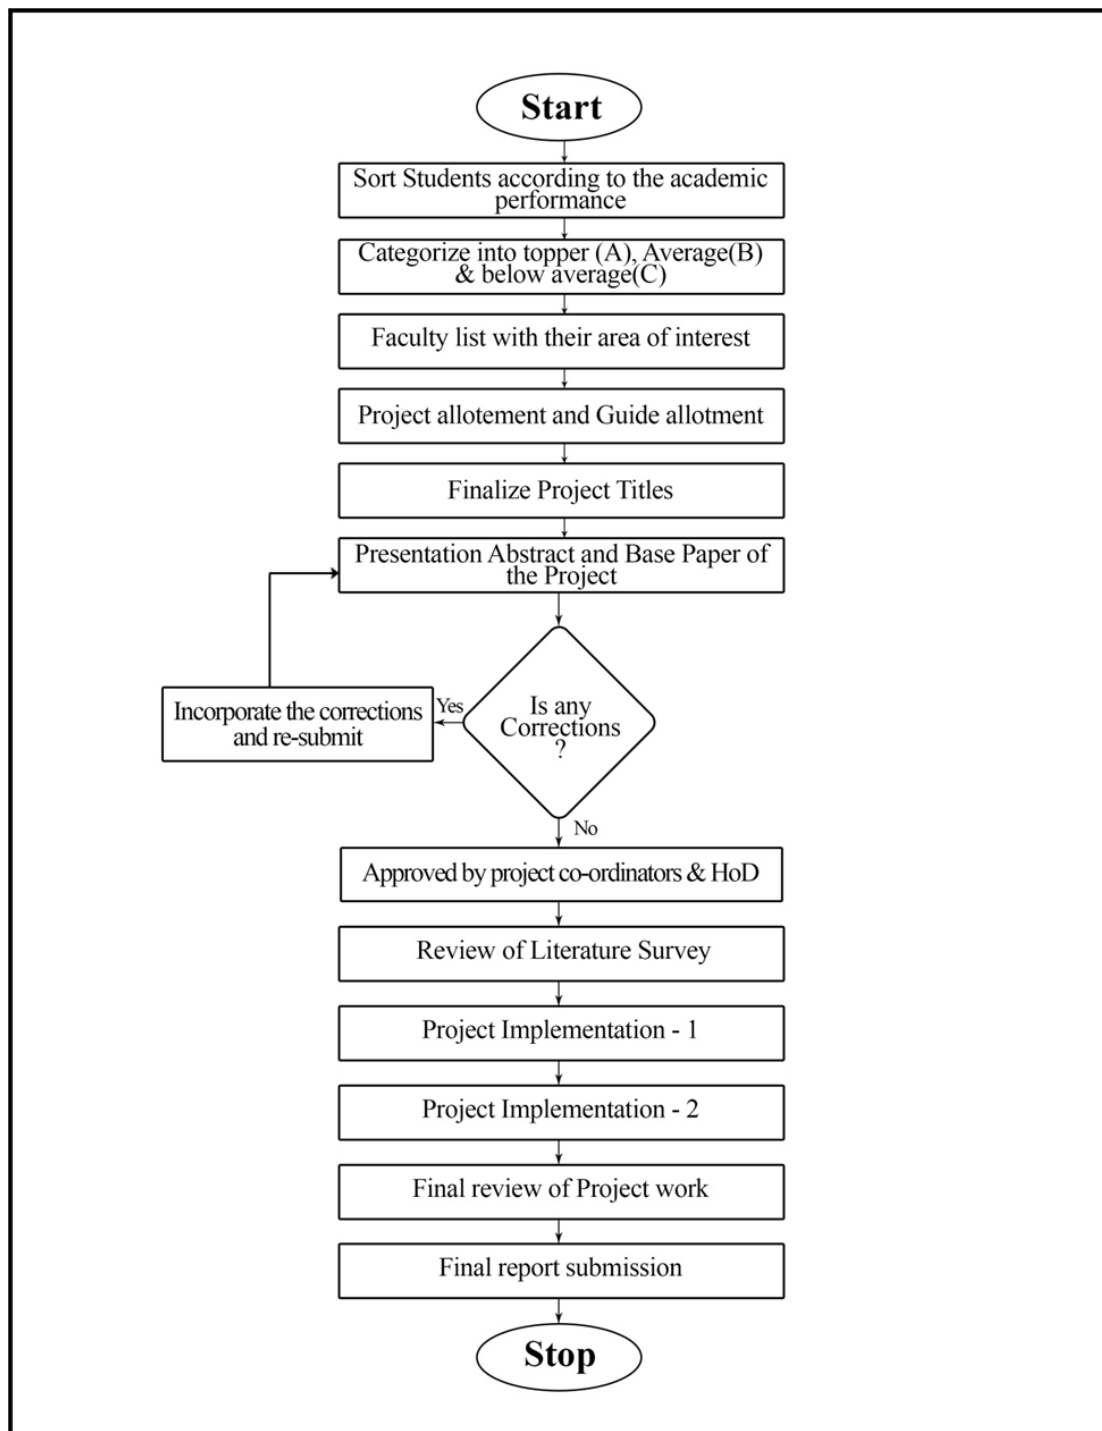 Start
Sort Students according to the academic
performance
Categorize into topper (A), Average(B)
& below average(C)
Faculty list with their area of interest
Project allotement and Guide allotment
Finalize Project Titles
Presentation Abstract and Base Paper of
the Project
Is any
Corrections
?
Yes
Incorporate the corrections
and re-submit
No
Approved by project co-ordinators & HoD
Review of Literature Survey
Project Implementation - 1
Project Implementation - 2
Final review of Project work
Final report submission
Stop